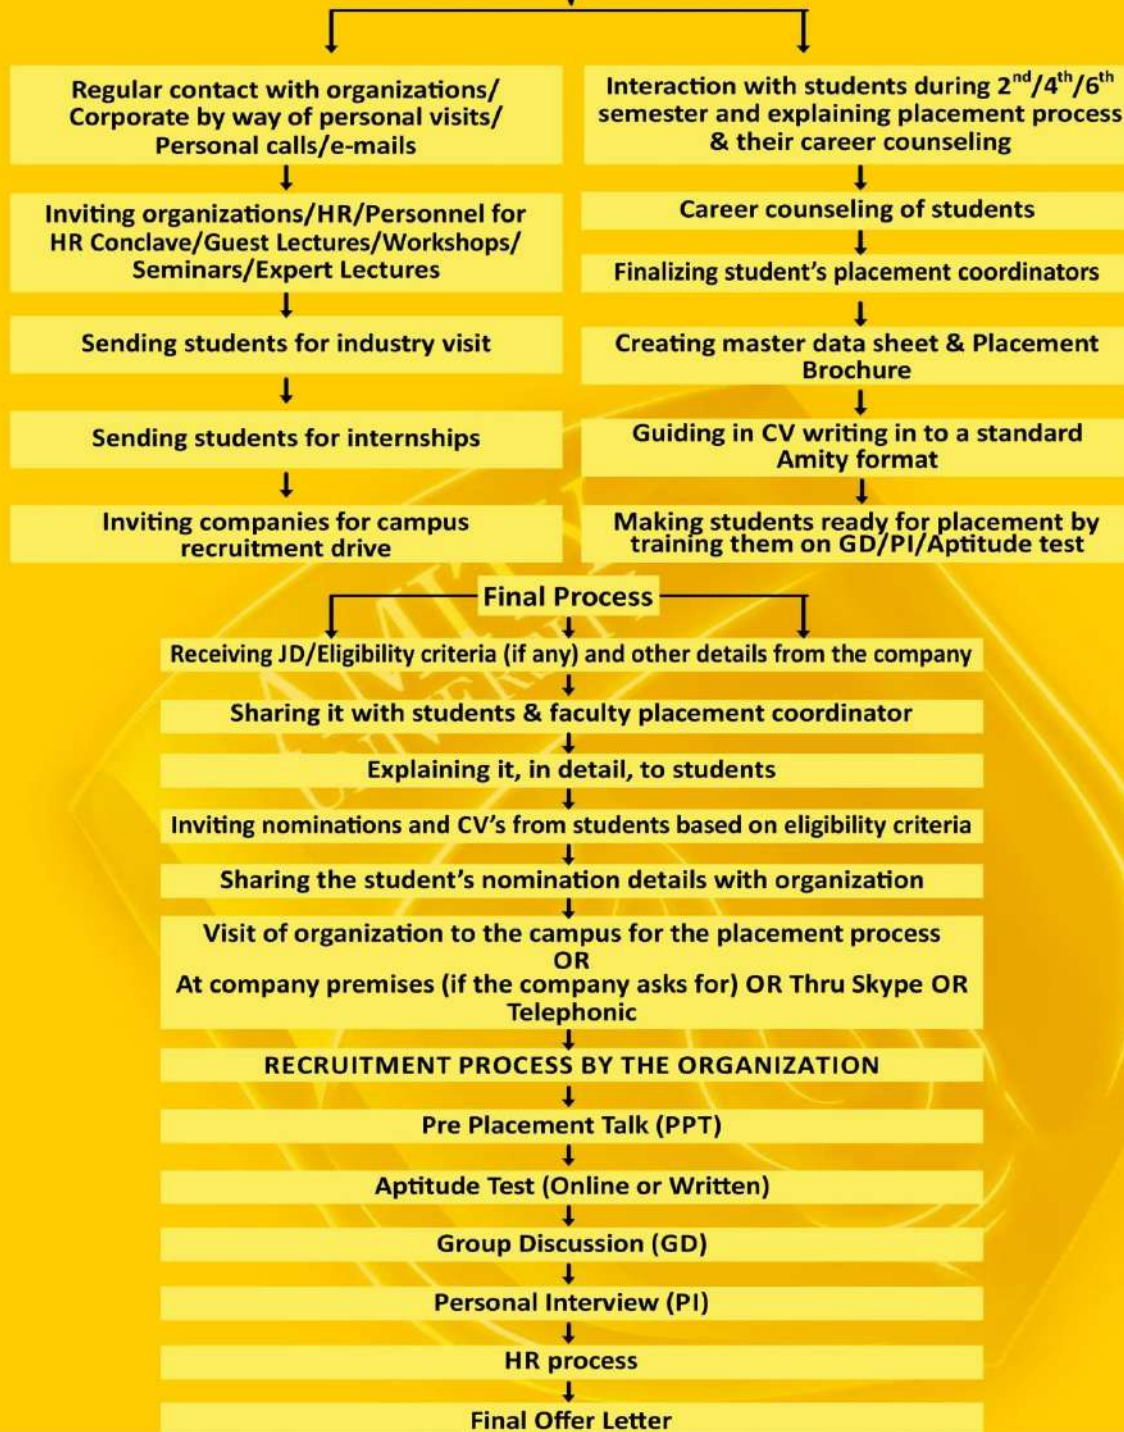 Regular contact with organizations/
Corporate by way of personal visits/
Personal calls/e-mails
Inviting organizations/HR/Personnel for
HR Conclave/Guest Lectures/Workshops/
Seminars/Expert Lectures
Sending students for industry visit
Sending students for internships
Inviting companies for campus
recruitment drive
Interaction with students during 2nd/4th/6th
semester and explaining placement process
& their career counseling
Career counseling of students
Finalizing student’s placement coordinators
Creating master data sheet & Placement
Brochure
Guiding in CV writing in to a standard
Amity format
Making students ready for placement by
training them on GD/PI/Aptitude test
Final Process
Receiving JD/Eligibility criteria (if any) and other details from the company
Sharing it with students & faculty placement coordinator
Explaining it, in detail, to students
Inviting nominations and CV’s from students based on eligibility criteria
Sharing the student’s nomination details with organization
Visit of organization to the campus for the placement process
OR
At company premises (if the company asks for) OR Thru Skype OR
Telephonic
RECRUITMENT PROCESS BY THE ORGANIZATION
Pre Placement Talk (PPT)
Aptitude Test (Online or Written)
Group Discussion (GD)
Personal Interview (PI)
HR process
Final Offer Letter
AMITY
UNIVERSITY